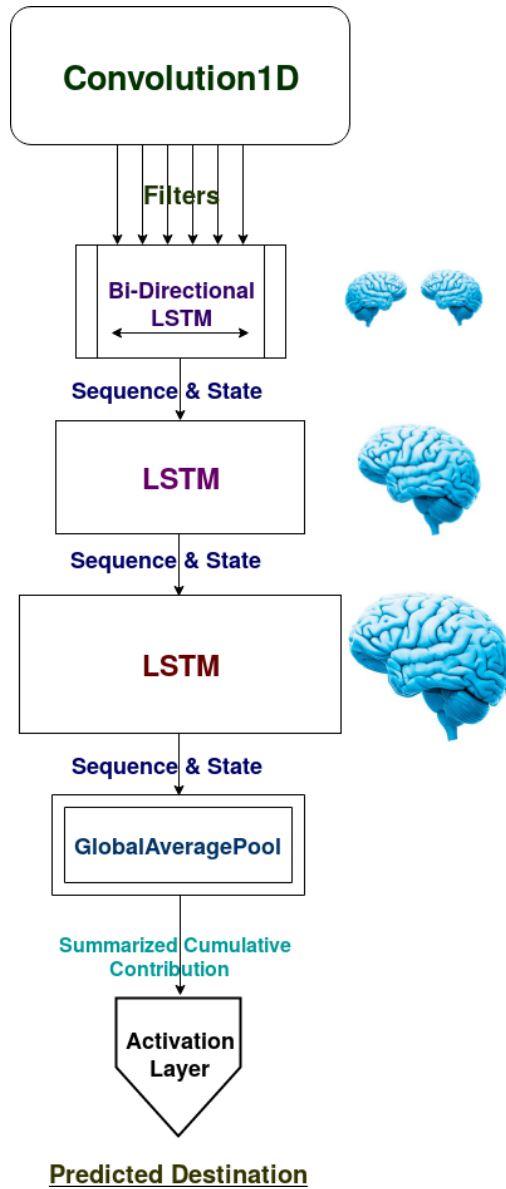 Convolution1D
Filters
Bi-Directional
LSTM
Sequence & State
LSTM
Sequence & State
LSTM
Sequence & State
GlobalAveragePool
Summarized Cumulative
Contribution
Activation
Layer
Predicted Destination